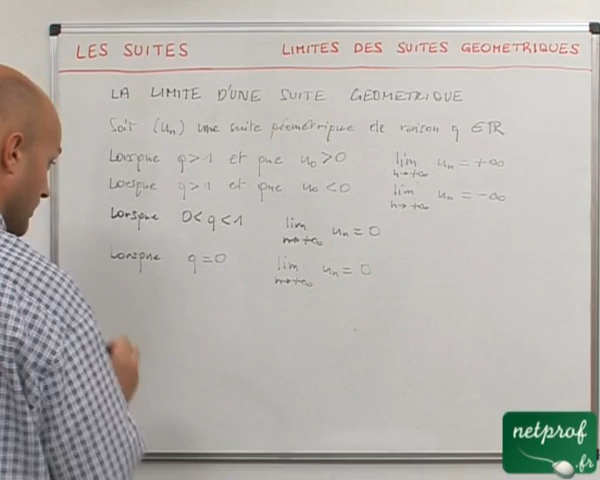 LES SUITES LIMITES DES SUITES GEOMETRIQUES
LA LIMITE D'UNE SUITE GEOMETRIQUE
Soit (un) une suite géométrique de raison q ∈ ℝ
Lorsque q>1 et que u0 >0 lim un = +∞
n→+∞
Lorsque q>1 et que u0 <0 lim un = -∞
n→+∞
Lorsque 0< q <1 lim un = 0
n→+∞
Lorsque q = 0 lim un = 0
n→+∞
netprof
.fr